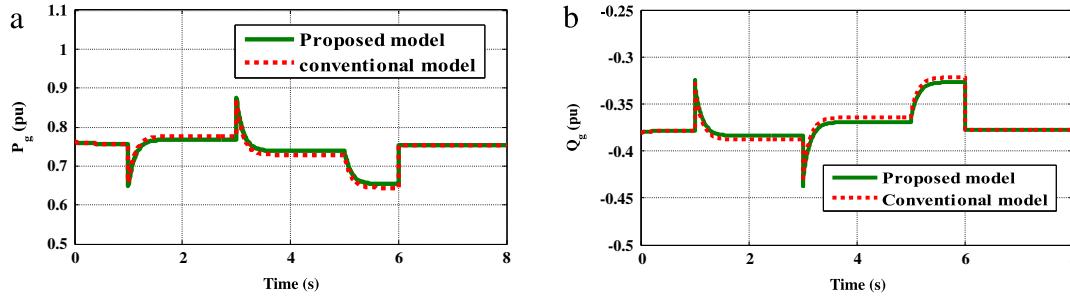 a
1.1
1
0.9
0.8
0.7
0.6
0.5
P_g (pu)
Proposed model
conventional model
0
2
4
6
8
Time (s)
b
-0.25
-0.3
-0.35
-0.4
-0.45
-0.5
Q_g (pu)
Proposed model
Conventional model
0
2
4
6
Time (s)